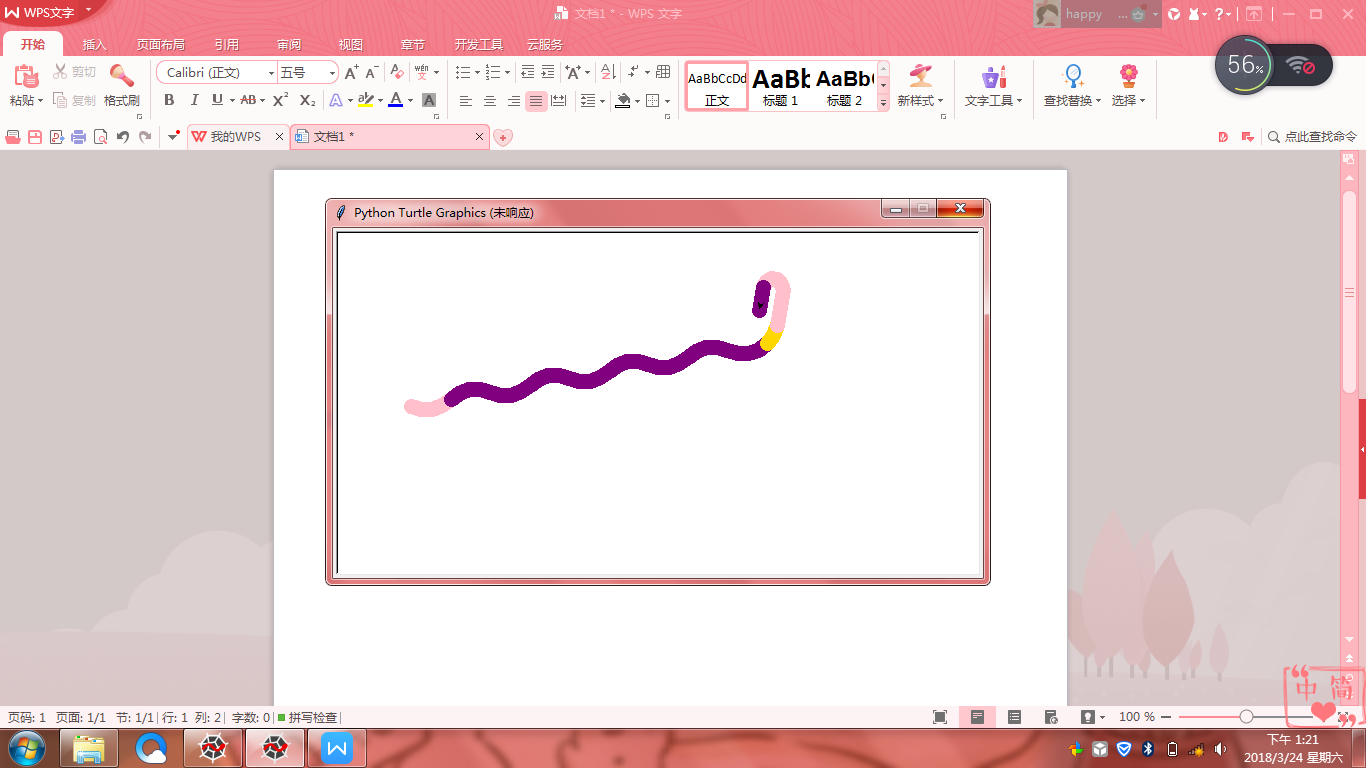 WPS文字
文档1 * - WPS 文字
happy ...
开始 插入 页面布局 引用 审阅 视图 章节 开发工具 云服务
粘贴 剪切 复制 格式刷
Calibri (正文) 五号
AaBbCcDd AaBb AaBb
正文 标题 1 标题 2
新样式 文字工具 查找替换 选择
56%
我的WPS 文档1 * 点此查找命令
Python Turtle Graphics (未响应)
中 简
页码: 1 页面: 1/1 节: 1/1 行: 1 列: 2 字数: 0 拼写检查 100 %
下午 1:21
2018/3/24 星期六